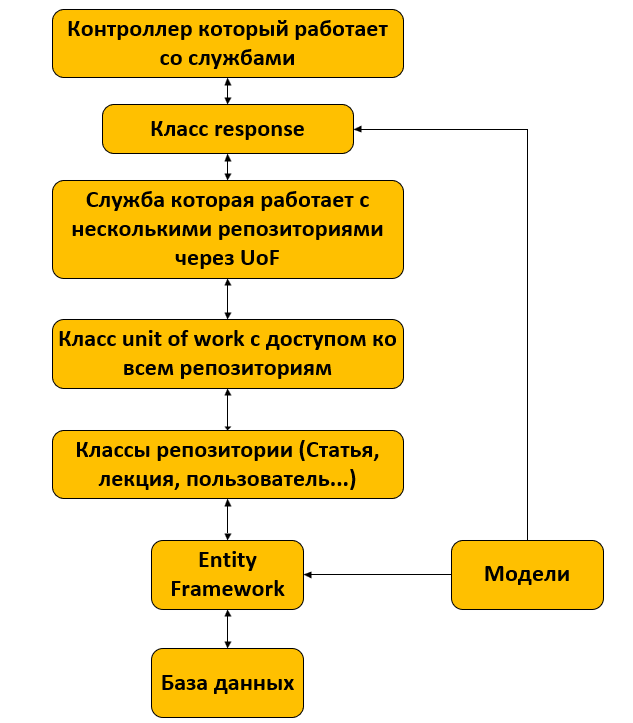 Контроллер который работает
со службами
Класс response
Служба которая работает с
несколькими репозиториями
через UoF
Класс unit of work с доступом ко
всем репозиториям
Классы репозитории (Статья,
лекция, пользователь...)
Entity
Framework
Модели
База данных